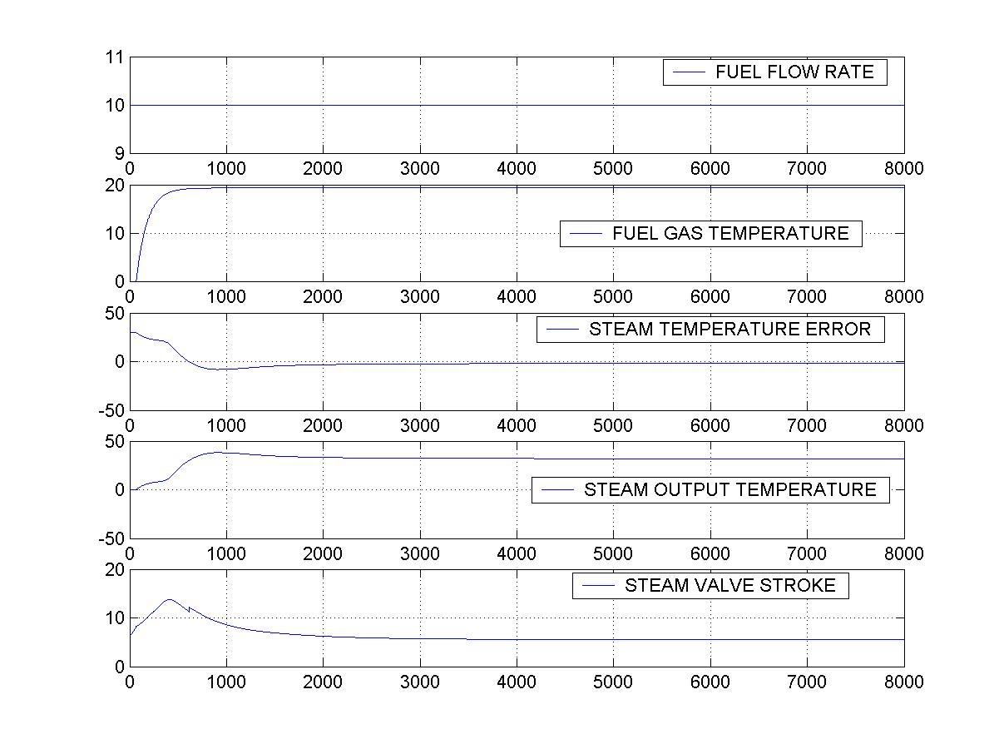 11
FUEL FLOW RATE
10
9
0 1000 2000 3000 4000 5000 6000 7000 8000
20
10
FUEL GAS TEMPERATURE
0
0 1000 2000 3000 4000 5000 6000 7000 8000
50
STEAM TEMPERATURE ERROR
0
-50
0 1000 2000 3000 4000 5000 6000 7000 8000
50
0
STEAM OUTPUT TEMPERATURE
-50
0 1000 2000 3000 4000 5000 6000 7000 8000
20
STEAM VALVE STROKE
10
0
0 1000 2000 3000 4000 5000 6000 7000 8000